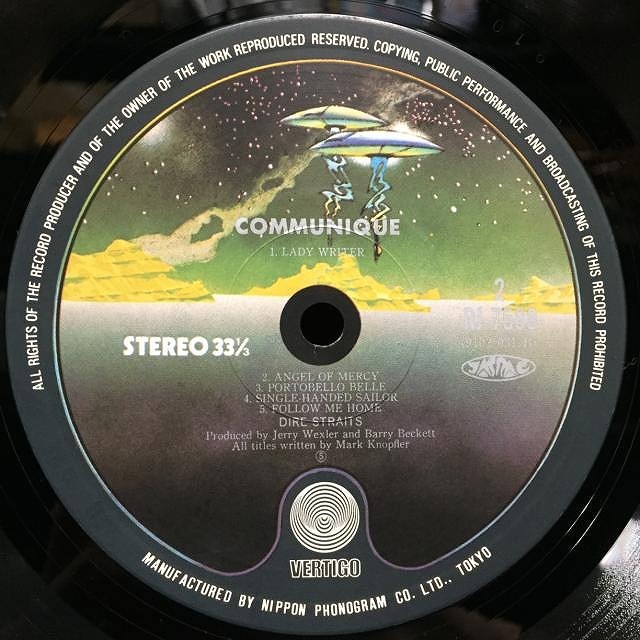 ALL RIGHTS OF THE RECORD PRODUCER AND OF THE OWNER OF THE WORK REPRODUCED RESERVED. COPYING, PUBLIC PERFORMANCE AND BROADCASTING OF THIS RECORD PROHIBITED
COMMUNIQUE
1. LADY WRITER
2
STEREO 33⅓
2. ANGEL OF MERCY
3. PORTOBELLO BELLE
4. SINGLE-HANDED SAILOR
5. FOLLOW ME HOME
DIRE STRAITS
Produced by Jerry Wexler and Barry Beckett
All titles written by Mark Knopfler
Ⓢ
VERTIGO
MANUFACTURED BY NIPPON PHONOGRAM CO. LTD., TOKYO